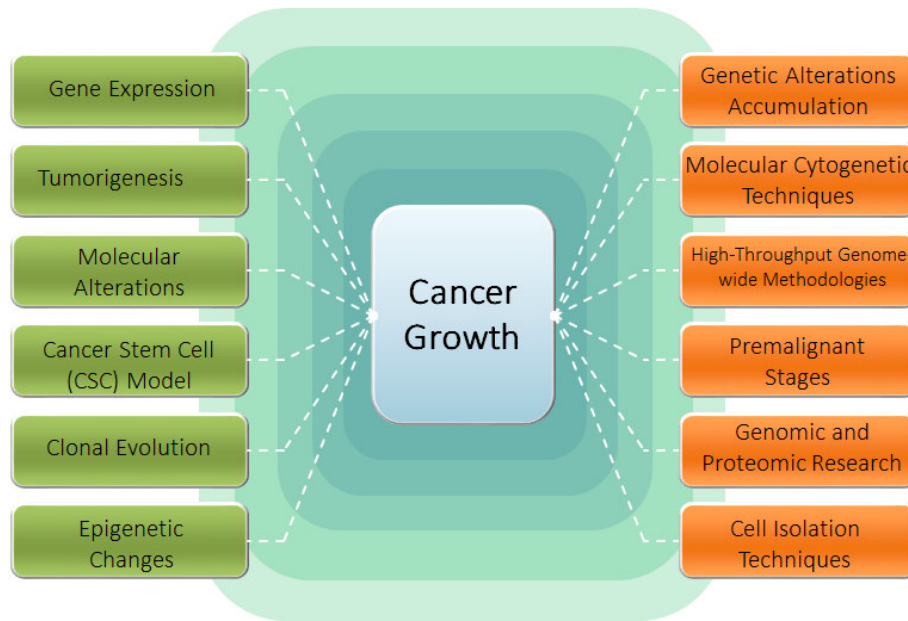 Gene Expression
Tumorigenesis
Molecular
Alterations
Cancer Stem Cell
(CSC) Model
Clonal Evolution
Epigenetic
Changes
Cancer
Growth
Genetic Alterations
Accumulation
Molecular Cytogenetic
Techniques
High-Throughput Genome-
wide Methodologies
Premalignant
Stages
Genomic and
Proteomic Research
Cell Isolation
Techniques